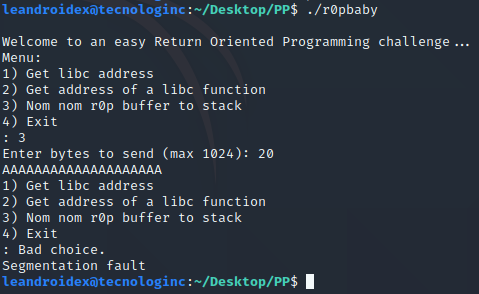 leandroidex@tecnologinc:~/Desktop/PP$ ./r0pbaby

Welcome to an easy Return Oriented Programming challenge...
Menu:
1) Get libc address
2) Get address of a libc function
3) Nom nom r0p buffer to stack
4) Exit
: 3
Enter bytes to send (max 1024): 20
AAAAAAAAAAAAAAAAAAAAA
1) Get libc address
2) Get address of a libc function
3) Nom nom r0p buffer to stack
4) Exit
: Bad choice.
Segmentation fault
leandroidex@tecnologinc:~/Desktop/PP$